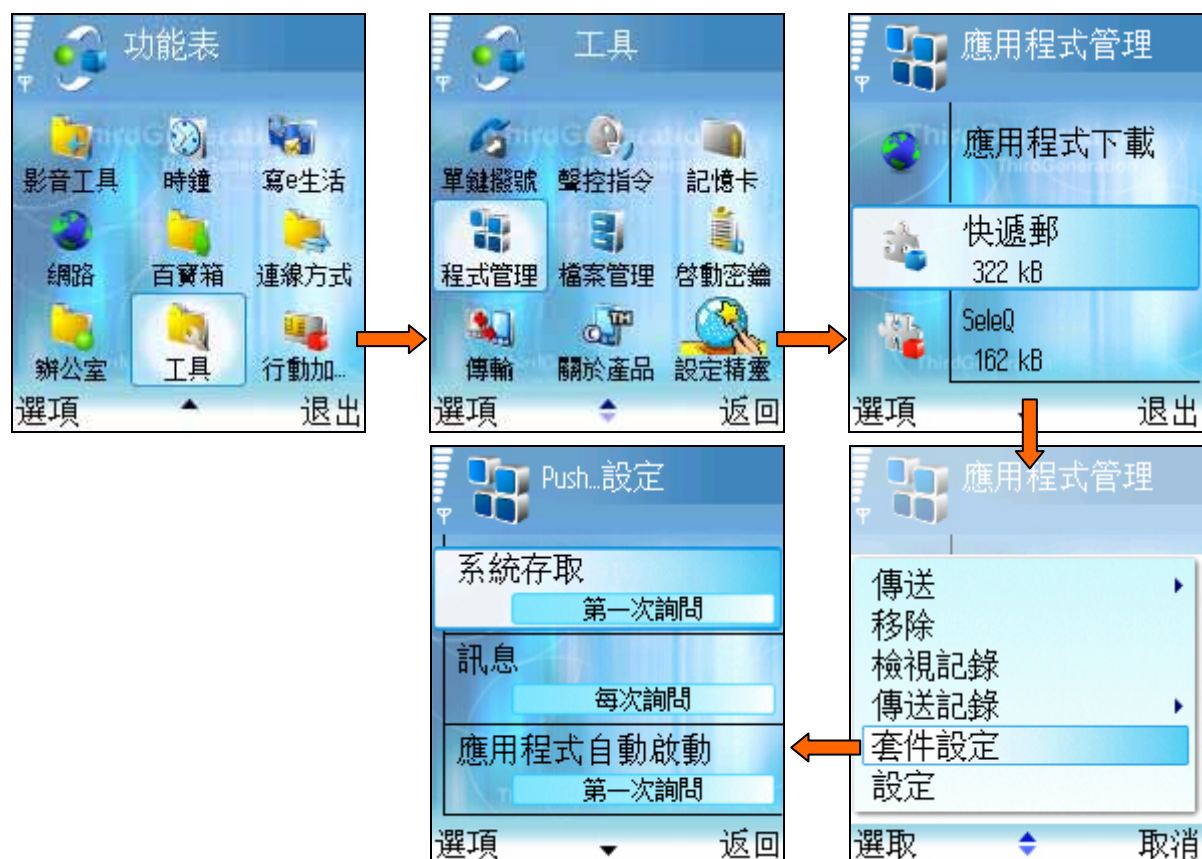 功能表
影音工具 時鐘 寫e生活
網路 百寶箱 連線方式
辦公室 工具 行動加...
選項 退出
工具
單鍵撥號 聲控指令 記憶卡
程式管理 檔案管理 啓動密鑰
傳輸 關於產品 設定精靈
選項 返回
應用程式管理
應用程式下載
快遞郵
322 kB
SeleQ
162 kB
選項 退出
應用程式管理
傳送
移除
檢視記錄
傳送記錄
套件設定
設定
選取 取消
Push...設定
系統存取
第一次詢問
訊息
每次詢問
應用程式自動啟動
第一次詢問
選項 返回